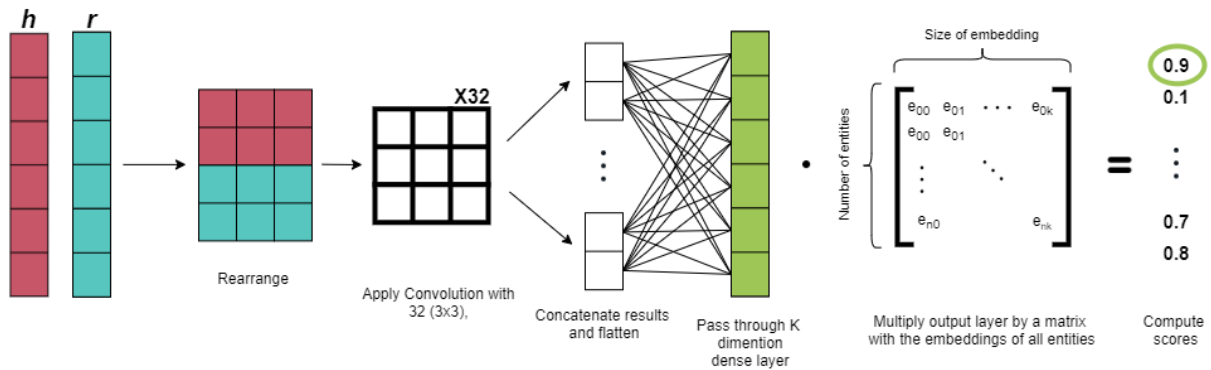 h r
Rearrange
X32
Apply Convolution with
32 (3x3),
Concatenate results
and flatten
Pass through K
dimention
dense layer
Size of embedding
Number of entities
e00 e01 ... e0k
e00 e01
en0 enk
Multiply output layer by a matrix
with the embeddings of all entities
=
0.9
0.1
0.7
0.8
Compute
scores